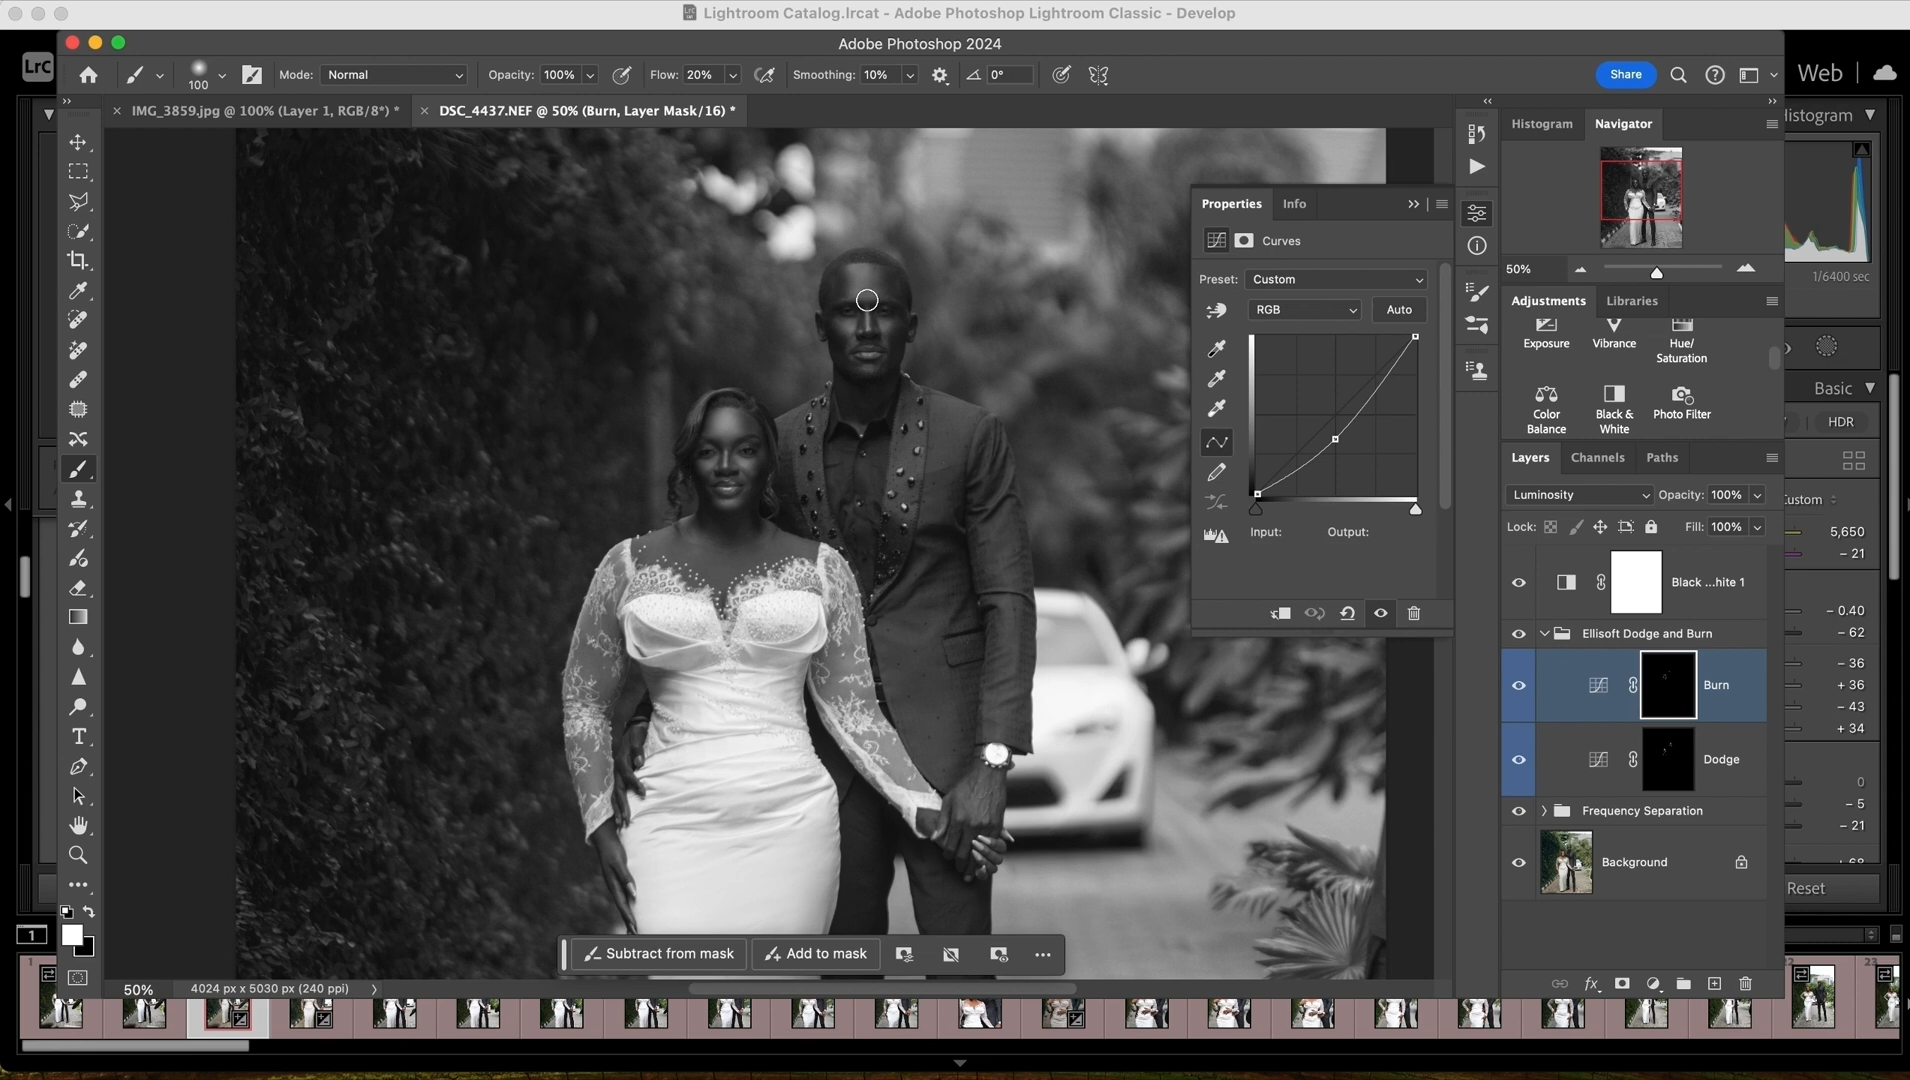 Lightroom Catalog.lrcat - Adobe Photoshop Lightroom Classic - Develop
LrC
Adobe Photoshop 2024
Web
100
Mode: Normal
Opacity: 100%
Flow: 20%
Smoothing: 10%
0°
Share
IMG_3859.jpg @ 100% (Layer 1, RGB/8*) *
DSC_4437.NEF @ 50% (Burn, Layer Mask/16) *
Histogram
Navigator
istogram
50%
1/6400 sec
Properties
Info
Curves
Preset: Custom
RGB
Auto
Input:
Output:
Adjustments
Libraries
Exposure
Vibrance
Hue/
Saturation
Color
Balance
Black &
White
Photo Filter
Basic
HDR
Layers
Channels
Paths
Luminosity
Opacity: 100%
Lock:
Fill: 100%
Black ...hite 1
Ellisoft Dodge and Burn
Burn
Dodge
Frequency Separation
Background
fx
ustom
5,650
- 21
- 0.40
- 62
- 36
+ 36
- 43
+ 34
0
- 5
- 21
+ 68
Reset
Subtract from mask
Add to mask
50%
4024 px x 5030 px (240 ppi)
1
1
23